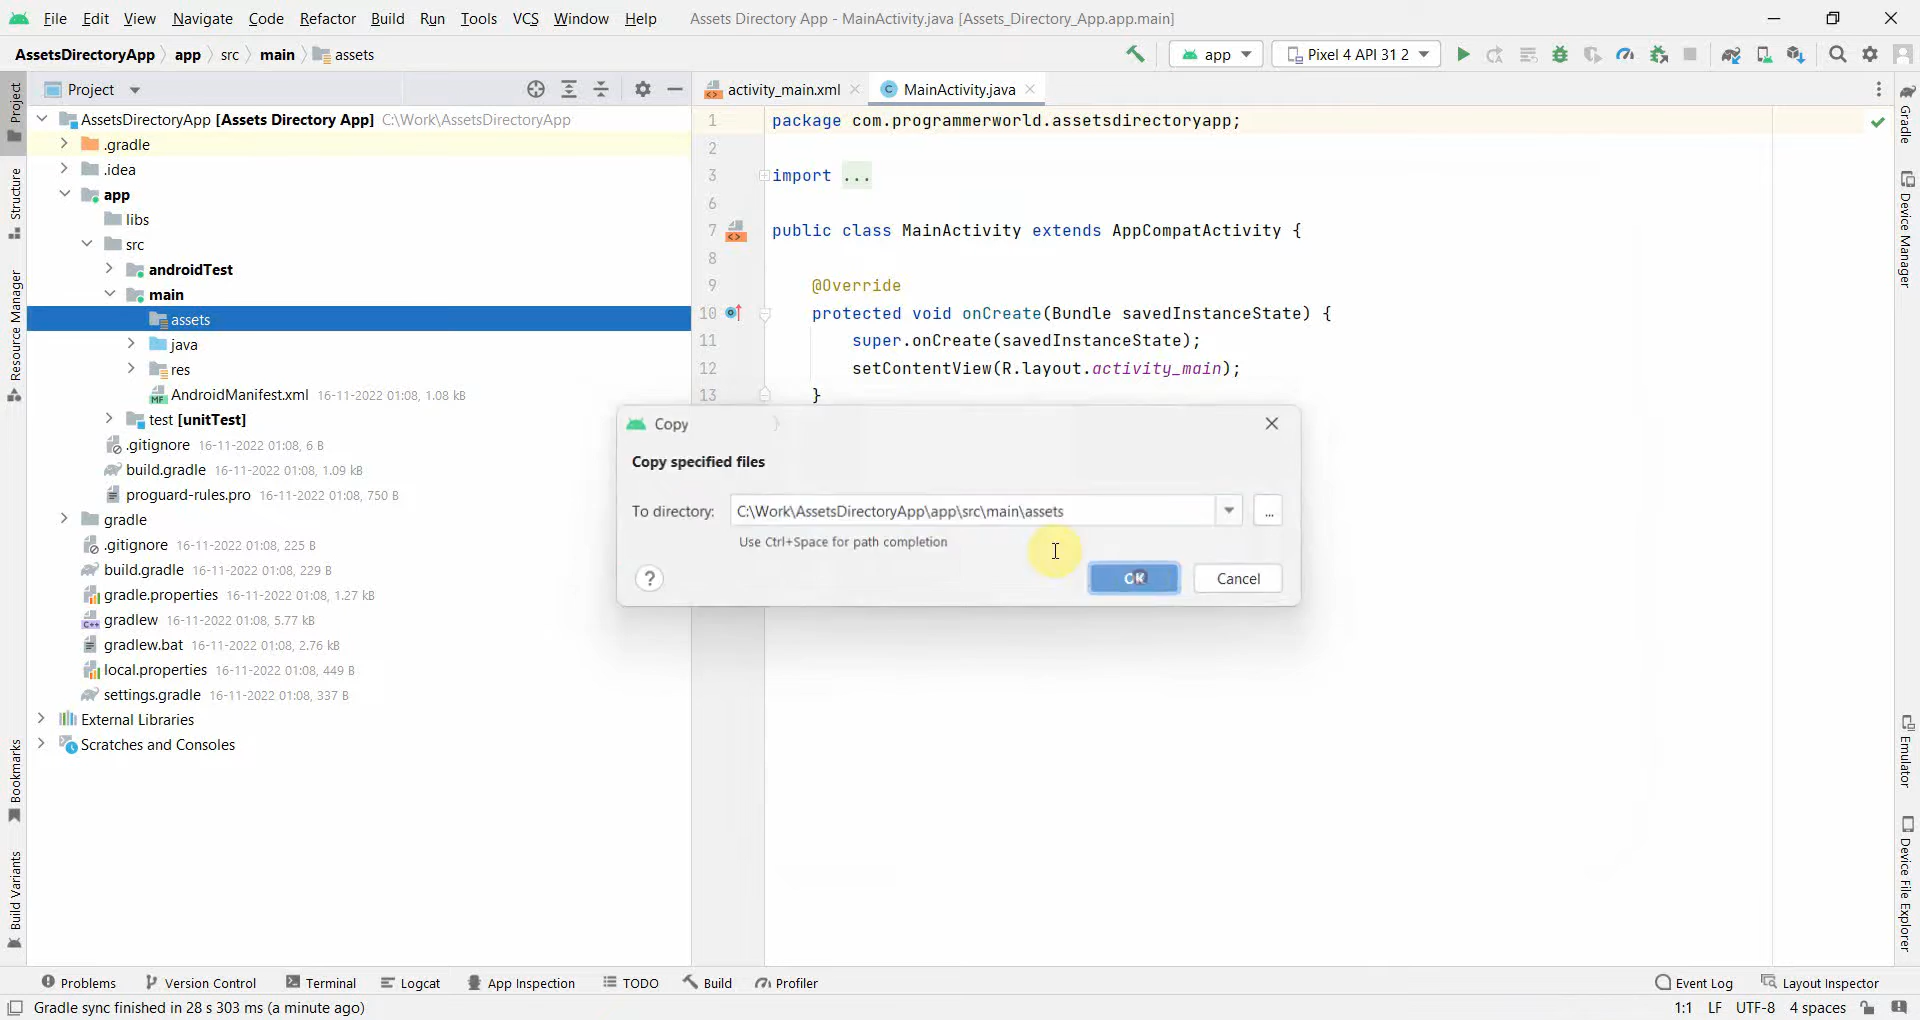 File Edit View Navigate Code Refactor Build Run Tools VCS Window Help Assets Directory App - MainActivity.java [Assets_Directory_App.app.main]
AssetsDirectoryApp app src main assets app Pixel 4 API 31 2
Project activity_main.xml MainActivity.java
AssetsDirectoryApp [Assets Directory App] C:\Work\AssetsDirectoryApp
.gradle
.idea
app
libs
src
androidTest
main
assets
java
res
AndroidManifest.xml 16-11-2022 01:08, 1.08 kB
test [unitTest]
.gitignore 16-11-2022 01:08, 6 B
build.gradle 16-11-2022 01:08, 1.09 kB
proguard-rules.pro 16-11-2022 01:08, 750 B
gradle
.gitignore 16-11-2022 01:08, 225 B
build.gradle 16-11-2022 01:08, 229 B
gradle.properties 16-11-2022 01:08, 1.27 kB
gradlew 16-11-2022 01:08, 5.77 kB
gradlew.bat 16-11-2022 01:08, 2.76 kB
local.properties 16-11-2022 01:08, 449 B
settings.gradle 16-11-2022 01:08, 337 B
External Libraries
Scratches and Consoles
1 package com.programmerworld.assetsdirectoryapp;
2
3 import ...
6
7 public class MainActivity extends AppCompatActivity {
8
9 @Override
10 protected void onCreate(Bundle savedInstanceState) {
11 super.onCreate(savedInstanceState);
12 setContentView(R.layout.activity_main);
13 }
}
Copy
Copy specified files
To directory: C:\Work\AssetsDirectoryApp\app\src\main\assets ...
Use Ctrl+Space for path completion
? OK Cancel
Project
Structure
Resource Manager
Bookmarks
Build Variants
Gradle
Device Manager
Emulator
Device File Explorer
Problems Version Control Terminal Logcat App Inspection TODO Build Profiler Event Log Layout Inspector
Gradle sync finished in 28 s 303 ms (a minute ago) 1:1 LF UTF-8 4 spaces